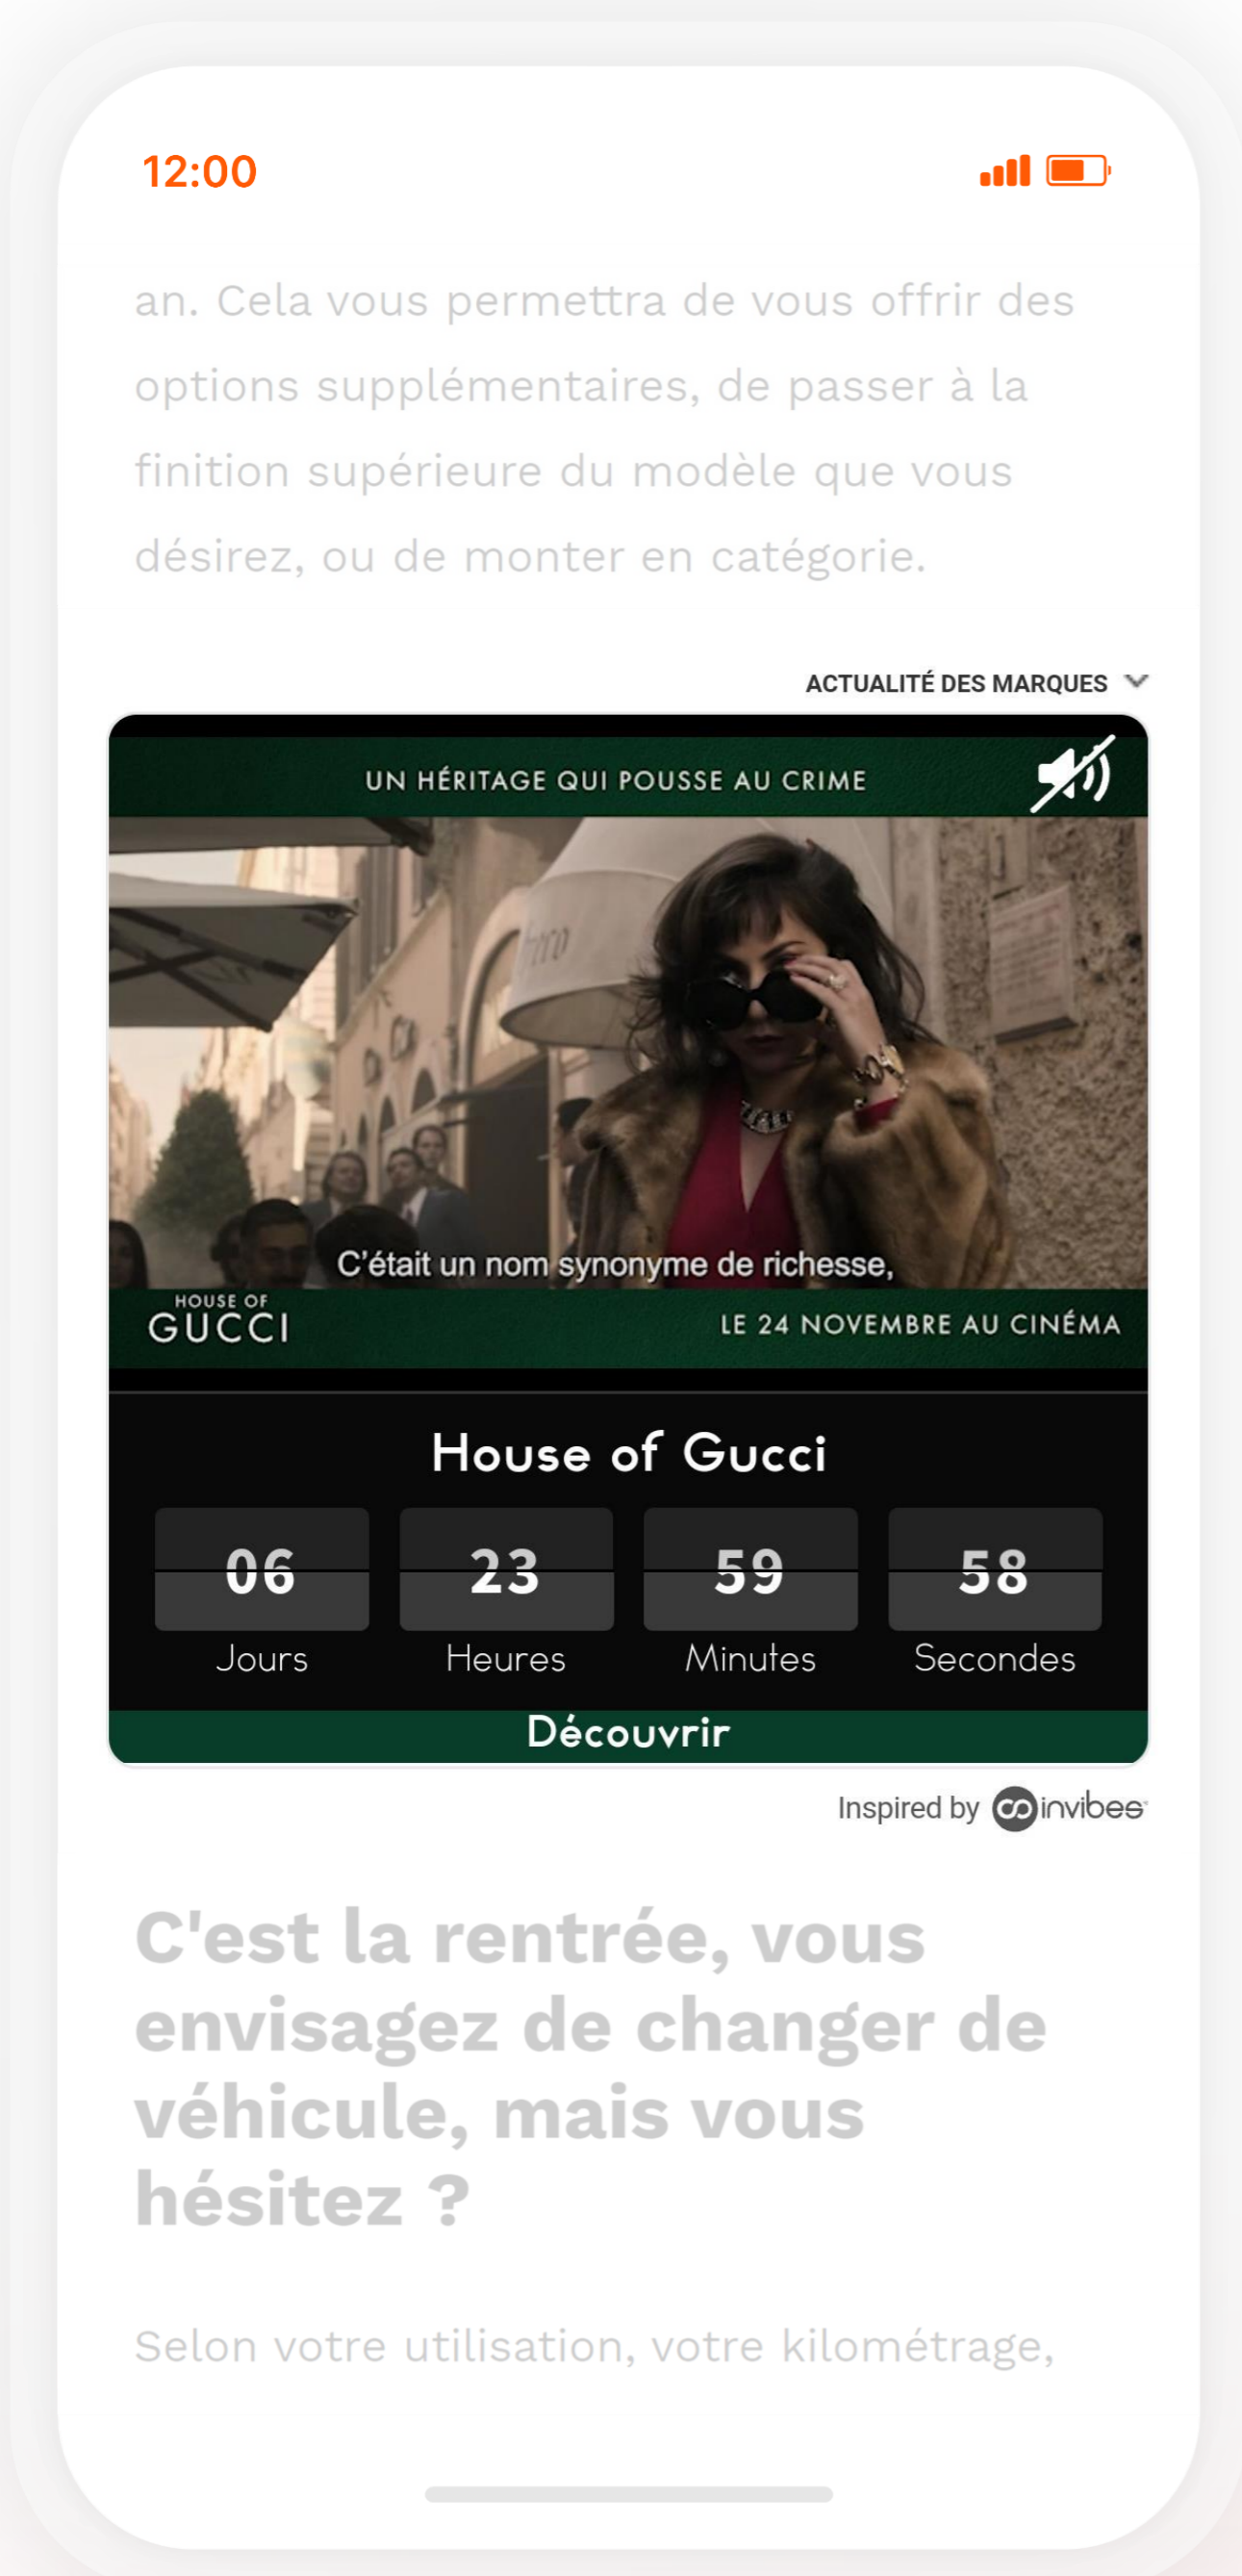 12:00
an. Cela vous permettra de vous offrir des
options supplémentaires, de passer à la
finition supérieure du modèle que vous
désirez, ou de monter en catégorie.
ACTUALITÉ DES MARQUES
UN HÉRITAGE QUI POUSSE AU CRIME
C'était un nom synonyme de richesse,
HOUSE OF
GUCCI
LE 24 NOVEMBRE AU CINÉMA
House of Gucci
06 23 59 58
Jours Heures Minutes Secondes
Découvrir
Inspired by invibes
C'est la rentrée, vous
envisagez de changer de
véhicule, mais vous
hésitez ?
Selon votre utilisation, votre kilométrage,